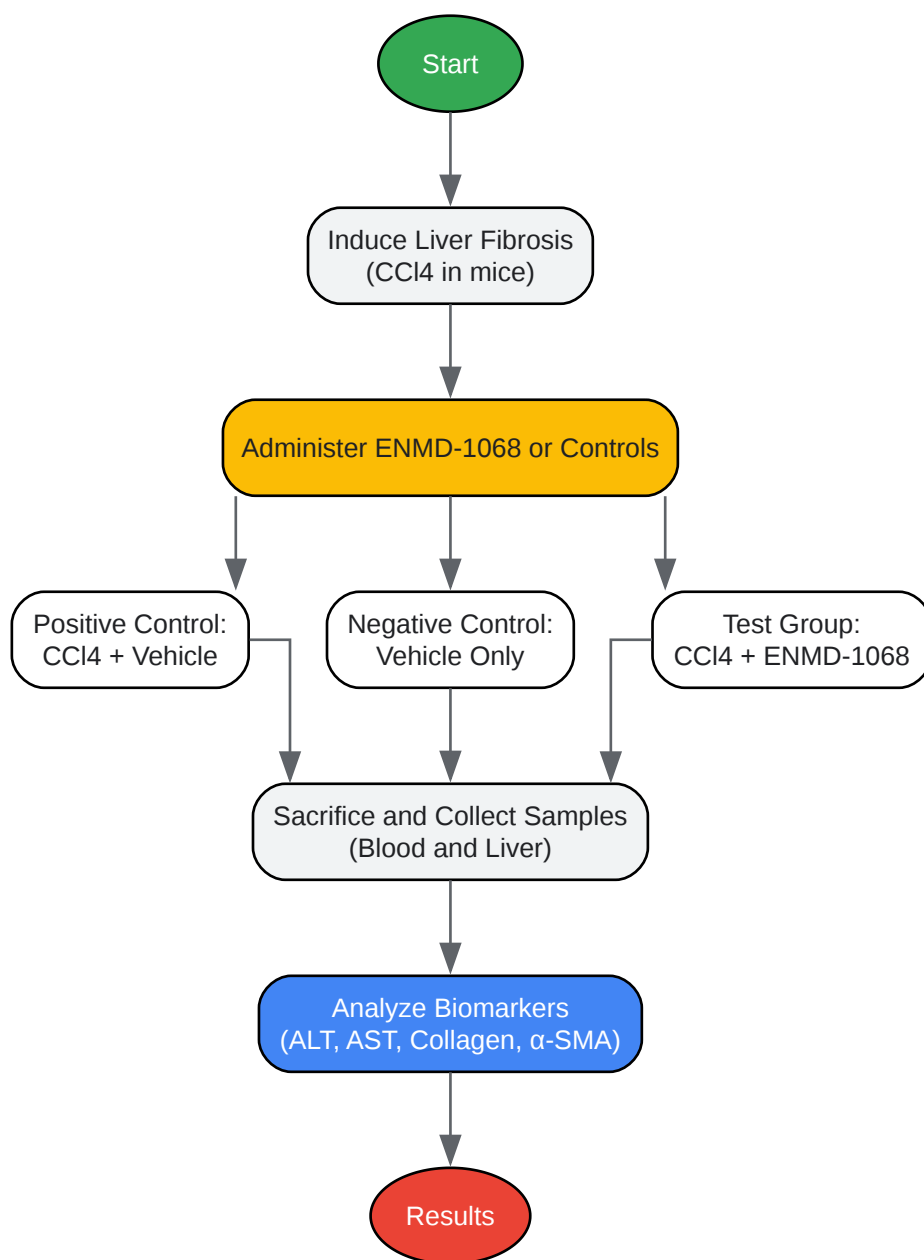 Start
Induce Liver Fibrosis
(CCl4 in mice)
Administer ENMD-1068 or Controls
Positive Control:
CCl4 + Vehicle
Negative Control:
Vehicle Only
Test Group:
CCl4 + ENMD-1068
Sacrifice and Collect Samples
(Blood and Liver)
Analyze Biomarkers
(ALT, AST, Collagen, α-SMA)
Results